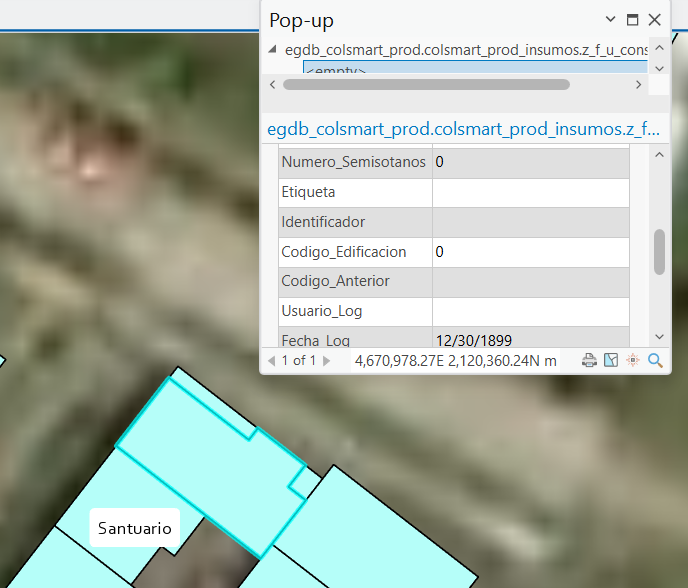 Pop-up
egdb_colsmart_prod.colsmart_prod_insumos.z_f_u_cons
<empty>
egdb_colsmart_prod.colsmart_prod_insumos.z_f...
Numero_Semisotanos 0
Etiqueta
Identificador
Codigo_Edificacion 0
Codigo_Anterior
Usuario_Log
Fecha_Log 12/30/1899
1 of 1 4,670,978.27E 2,120,360.24N m
Santuario